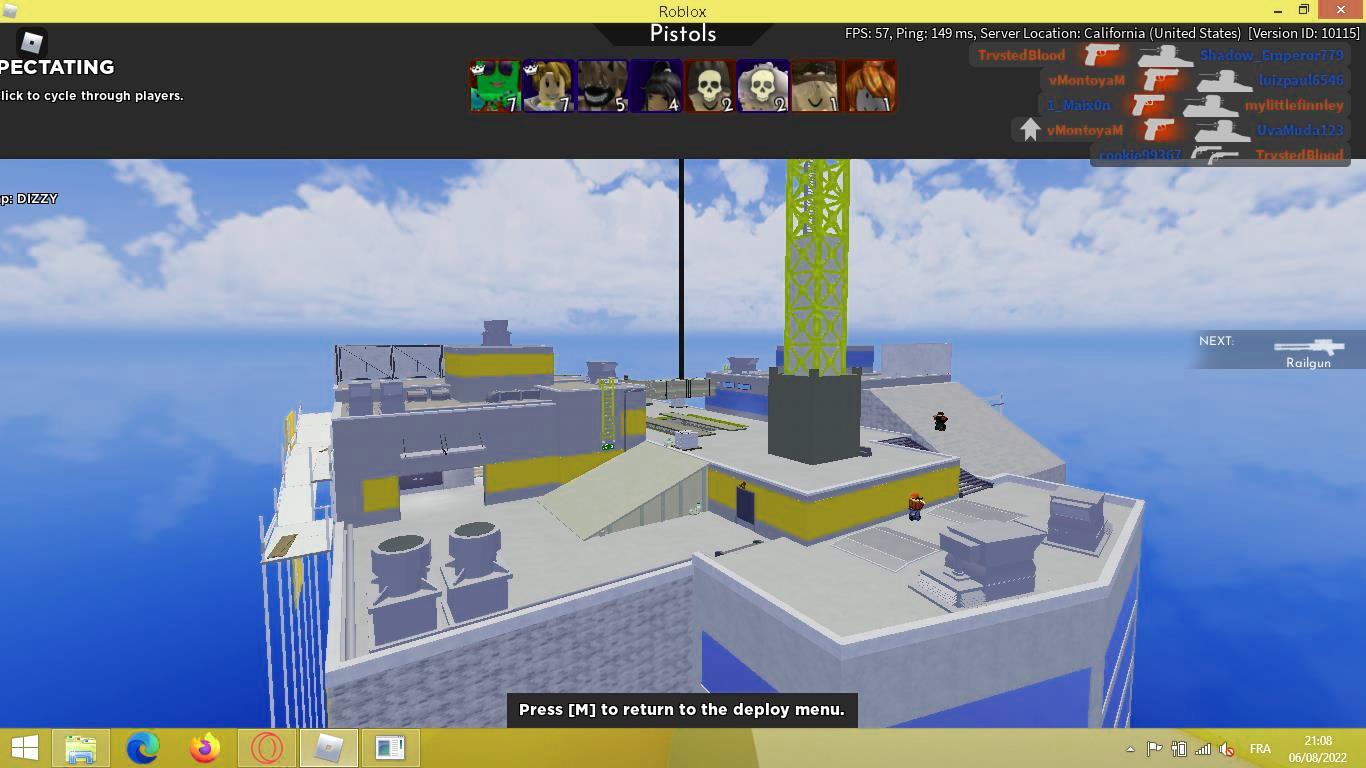 Roblox
Pistols
FPS: 57, Ping: 149 ms, Server Location: California (United States) [Version ID: 10115]
PECTATING
lick to cycle through players.
7 7 5 4 2 2 1 1
TrvstedBlood Shadow_Emperor779
vMontoyaM luizpaul6546
1_Maix0n mylittlefinnley
vMontoyaM UvaMuda123
TrvstedBlood
p: DIZZY
NEXT:
Railgun
Press [M] to return to the deploy menu.
FRA
21:08
06/08/2022